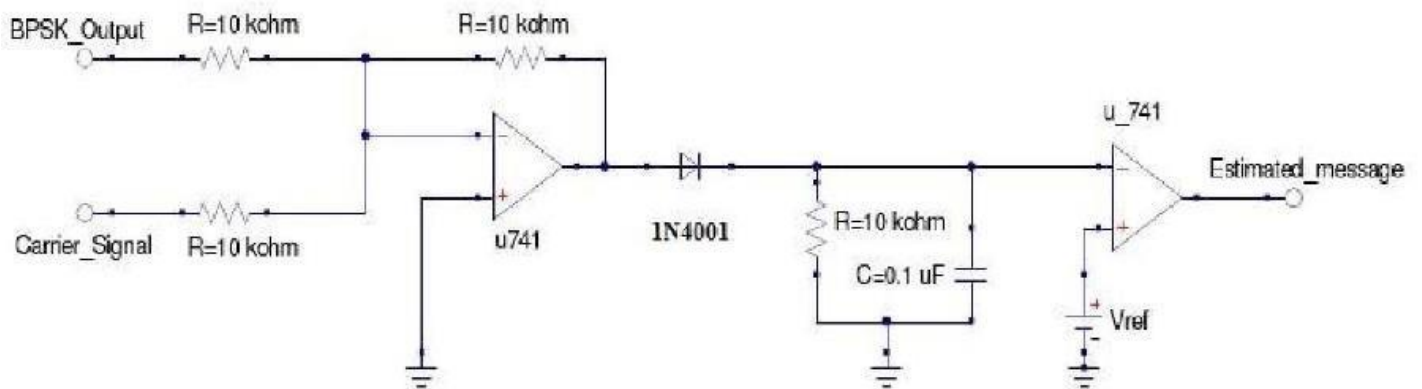 BPSK_Output
R=10 kohm
R=10 kohm
u741
Carrier_Signal
R=10 kohm
1N4001
R=10 kohm
C=0.1 uF
u_741
Estimated_message
Vref